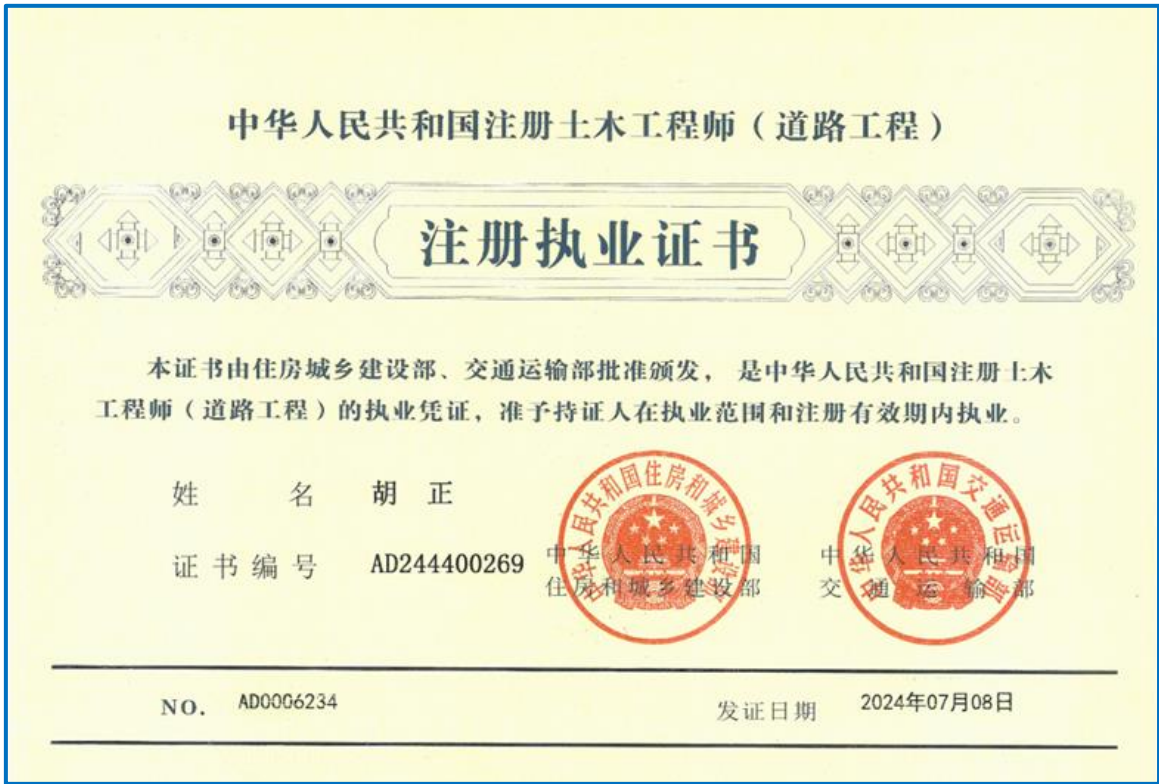 中华人民共和国注册土木工程师（道路工程）
注册执业证书
本证书由住房城乡建设部、交通运输部批准颁发， 是中华人民共和国注册土木
工程师（道路工程）的执业凭证，准予持证人在执业范围和注册有效期内执业。
姓 名 胡 正
证书编号 AD244400269
中华人民共和国住房和城乡建设部
中华人民共和国
住房和城乡建设部
中华人民共和国交通运输部
中华人民共和国
交通运输部
NO. AD0006234
发证日期 2024年07月08日